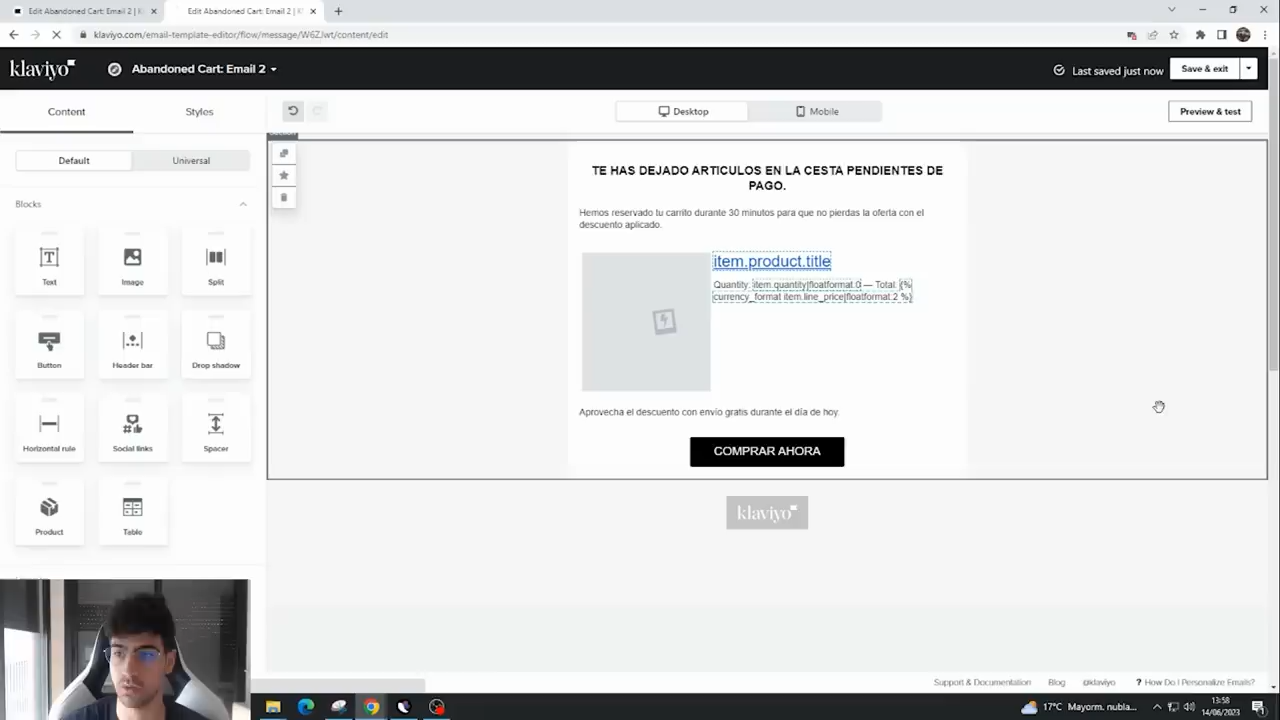 Edit Abandoned Cart: Email 2 |
Edit Abandoned Cart: Email 2 |
klaviyo.com/email-template-editor/flow/message/W6ZJwt/content/edit
klaviyo
Abandoned Cart: Email 2
Last saved just now
Save & exit
Content
Styles
Desktop
Mobile
Preview & test
Default
Universal
Blocks
Text
Image
Split
Button
Header bar
Drop shadow
Horizontal rule
Social links
Spacer
Product
Table
TE HAS DEJADO ARTICULOS EN LA CESTA PENDIENTES DE
PAGO.
Hemos reservado tu carrito durante 30 minutos para que no pierdas la oferta con el
descuento aplicado.
item.product.title
Quantity: item.quantity|floatformat:0 — Total: {%
currency_format item.line_price|floatformat:2 %}
Aprovecha el descuento con envío gratis durante el día de hoy.
COMPRAR AHORA
klaviyo
Support & Documentation
Blog
@klaviyo
? How Do I Personalize Emails?
17°C Mayorm. nubla...
13:58
14/06/2023